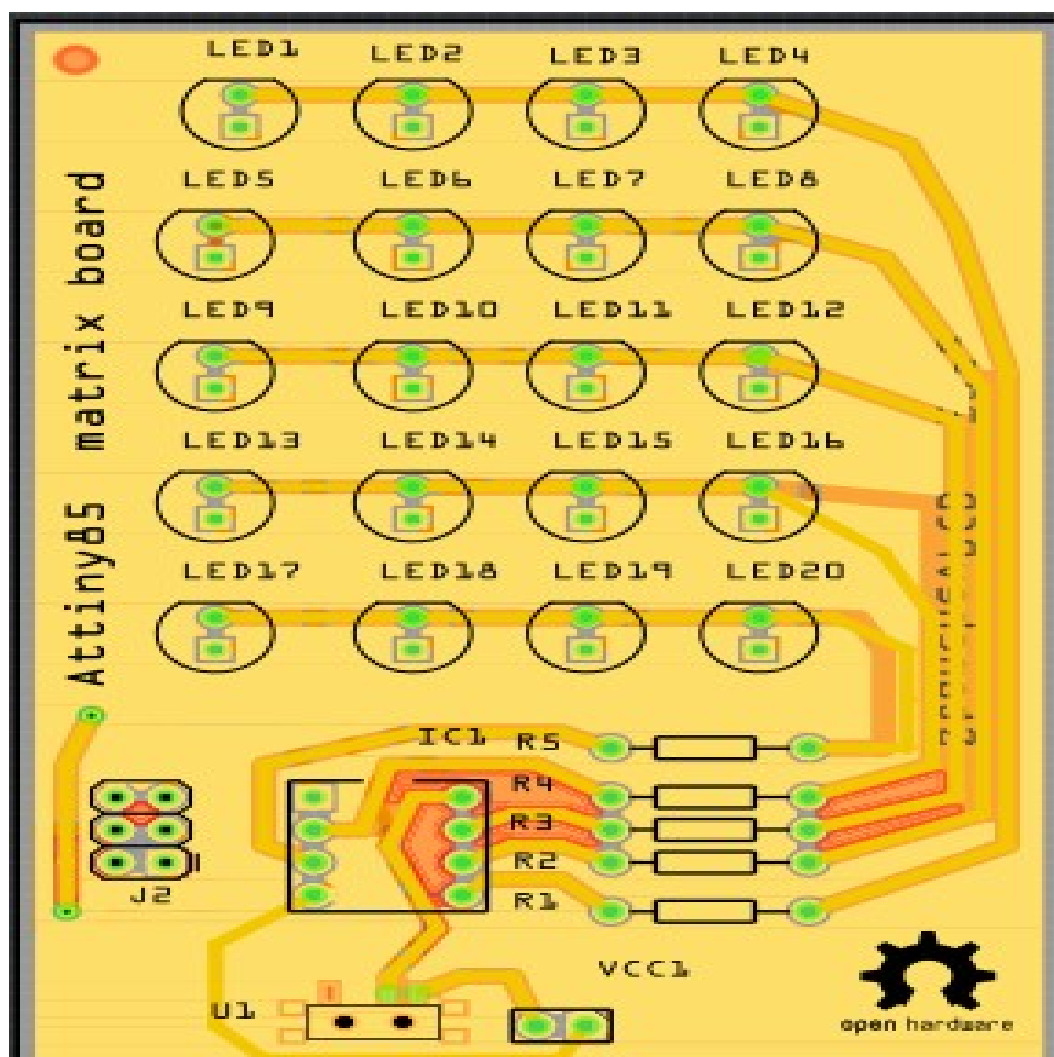 LED1 LED2 LED3 LED4
LED5 LED6 LED7 LED8
LED9 LED10 LED11 LED12
LED13 LED14 LED15 LED16
LED17 LED18 LED19 LED20
Attiny85 matrix board
IC1 R5
R4
R3
R2
J2 R1
VCC1
U1
open hardware